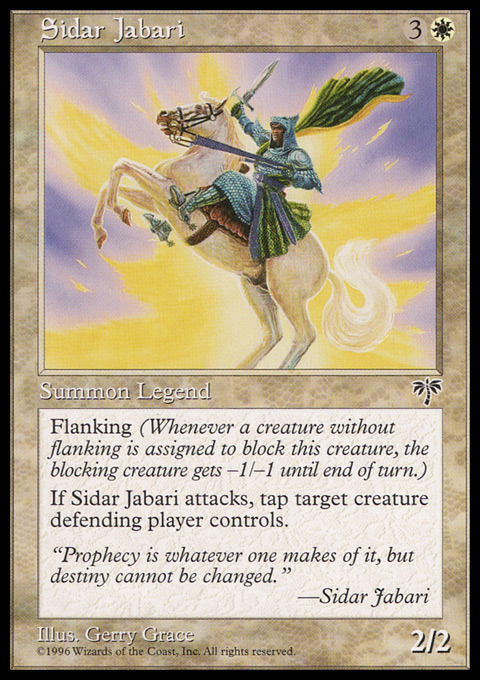 Sidar Jabari 3
Summon Legend
Flanking (Whenever a creature without
flanking is assigned to block this creature, the
blocking creature gets –1/–1 until end of turn.)
If Sidar Jabari attacks, tap target creature
defending player controls.
“Prophecy is whatever one makes of it, but
destiny cannot be changed.”
—Sidar Jabari
Illus. Gerry Grace
2/2
©1996 Wizards of the Coast, Inc. All rights reserved.